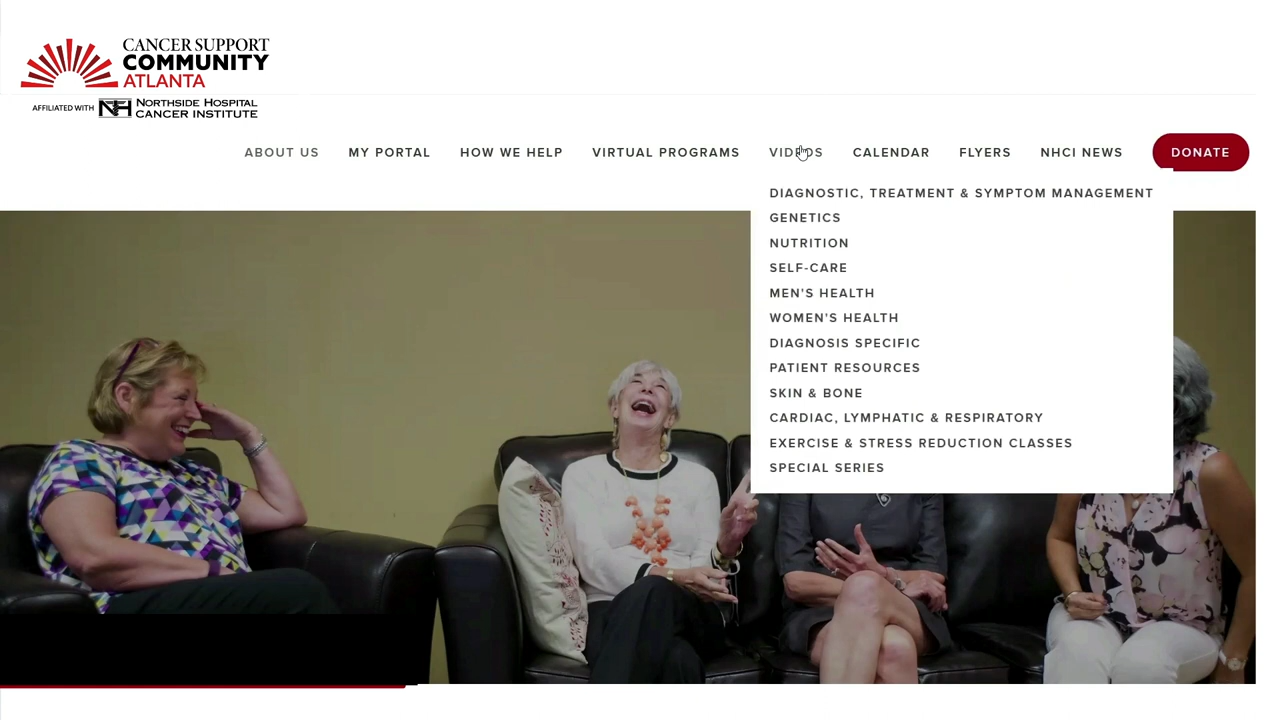 CANCER SUPPORT
COMMUNITY
ATLANTA
AFFILIATED WITH NH NORTHSIDE HOSPITAL
CANCER INSTITUTE
ABOUT US MY PORTAL HOW WE HELP VIRTUAL PROGRAMS VIDEOS CALENDAR FLYERS NHCI NEWS DONATE
DIAGNOSTIC, TREATMENT & SYMPTOM MANAGEMENT
GENETICS
NUTRITION
SELF-CARE
MEN'S HEALTH
WOMEN'S HEALTH
DIAGNOSIS SPECIFIC
PATIENT RESOURCES
SKIN & BONE
CARDIAC, LYMPHATIC & RESPIRATORY
EXERCISE & STRESS REDUCTION CLASSES
SPECIAL SERIES